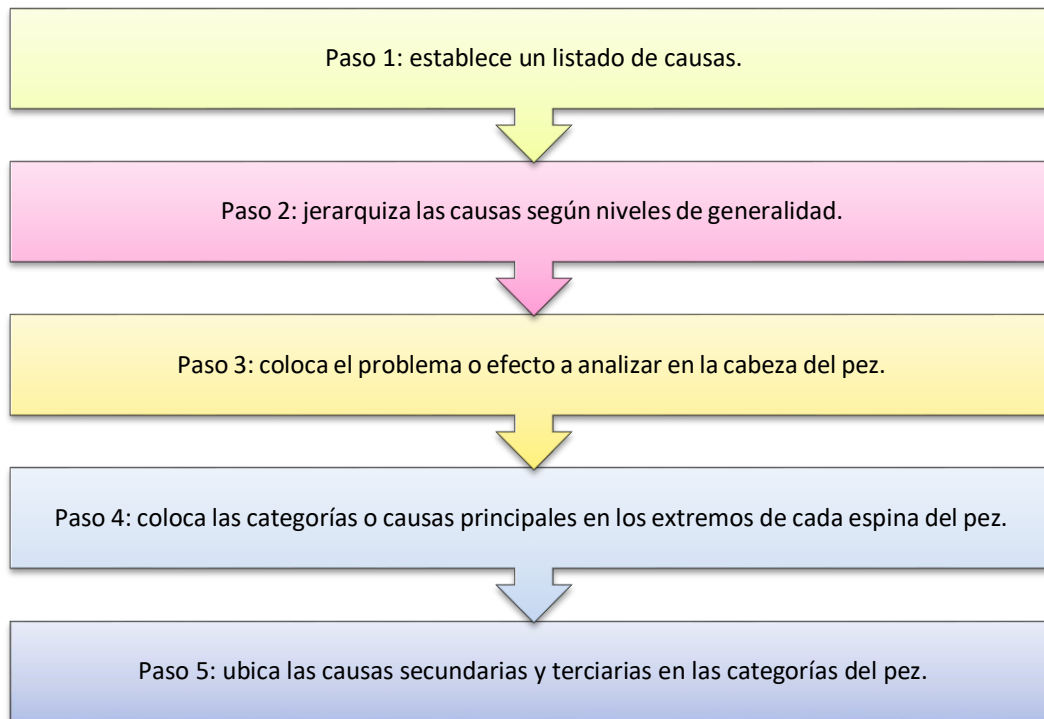 Paso 1: establece un listado de causas.
Paso 2: jerarquiza las causas según niveles de generalidad.
Paso 3: coloca el problema o efecto a analizar en la cabeza del pez.
Paso 4: coloca las categorías o causas principales en los extremos de cada espina del pez.
Paso 5: ubica las causas secundarias y terciarias en las categorías del pez.